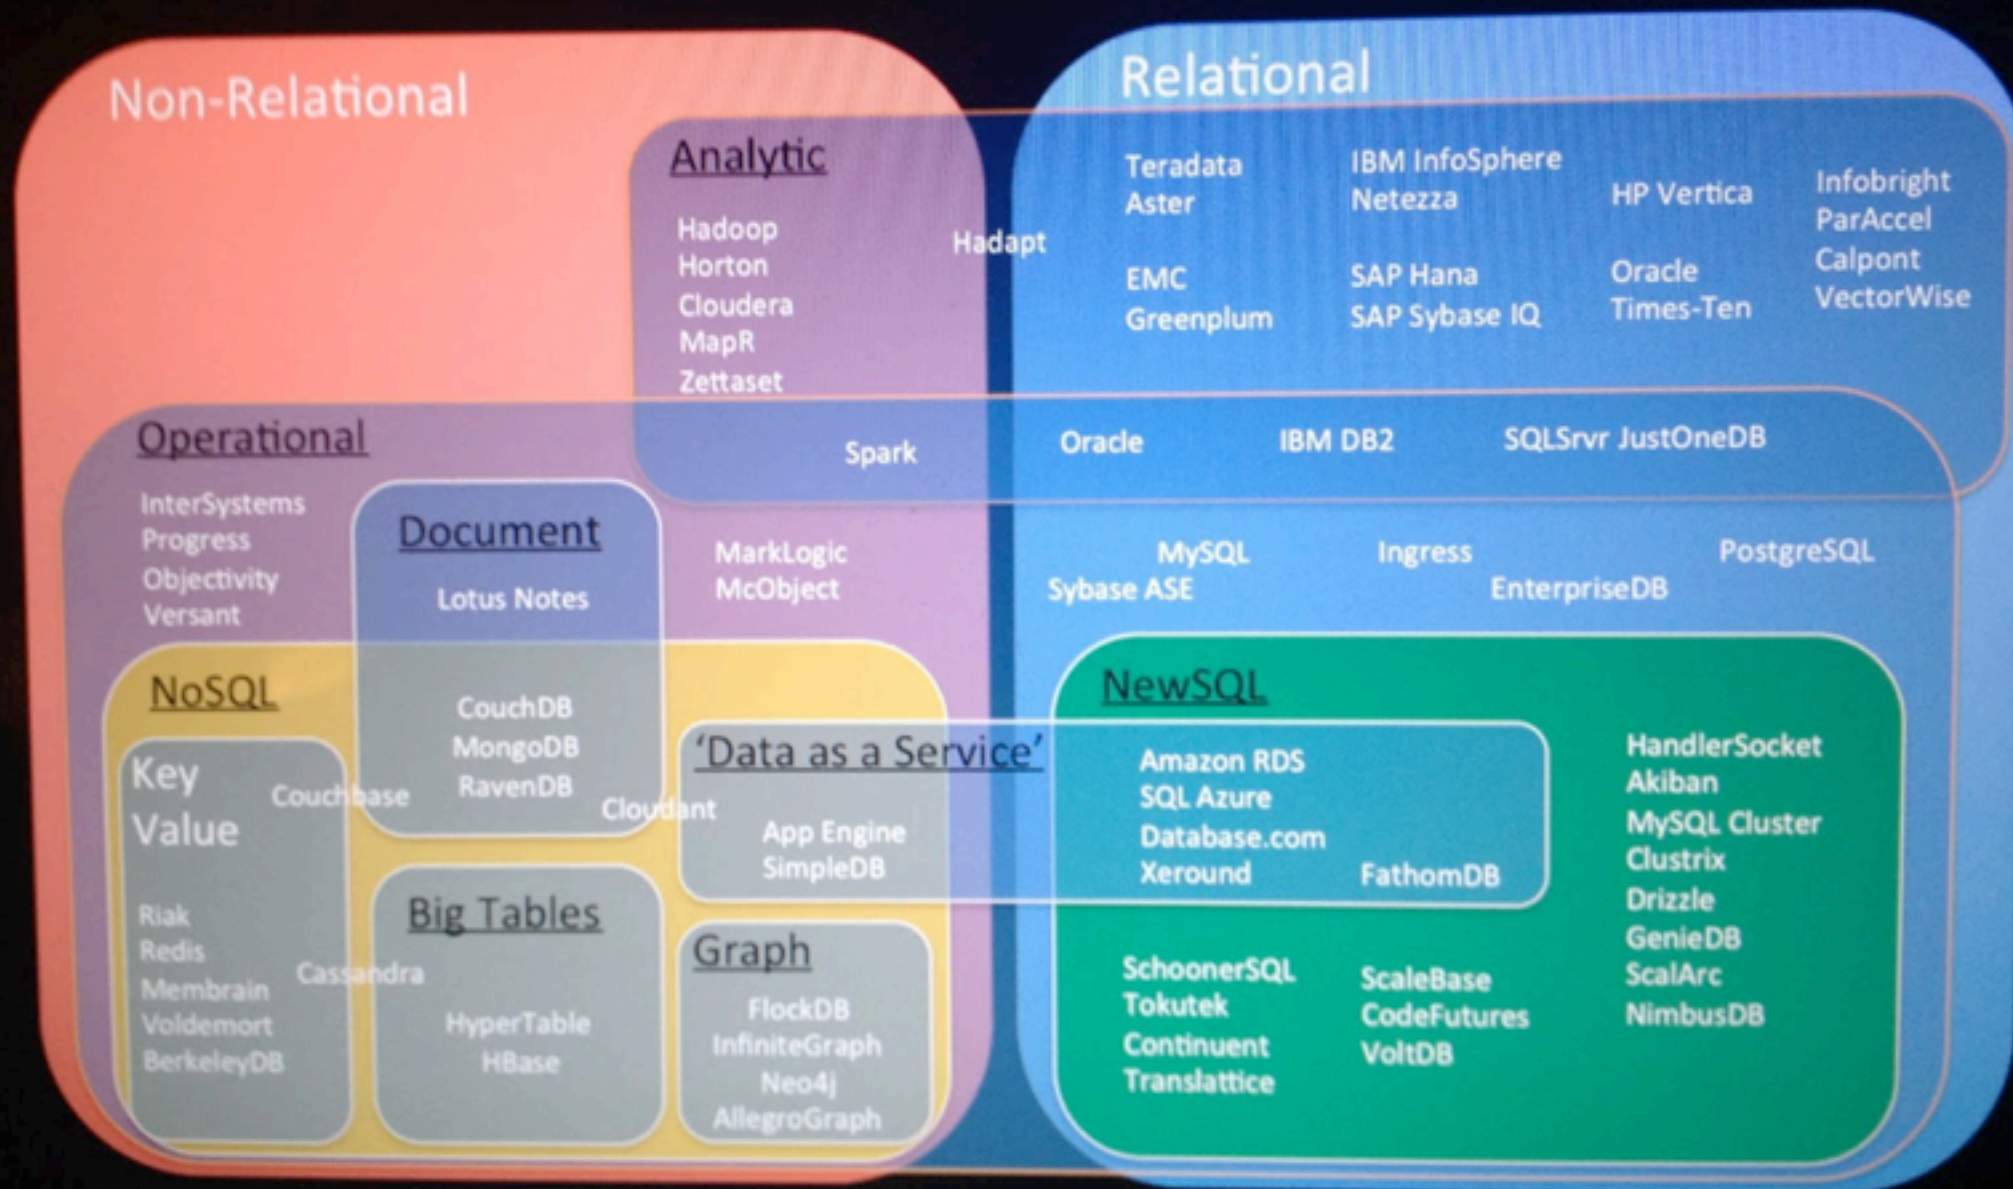 Non-Relational
Relational
Analytic
Hadoop
Horton
Cloudera
MapR
Zettaset
Hadapt
Teradata
Aster
EMC
Greenplum
IBM InfoSphere
Netezza
SAP Hana
SAP Sybase IQ
HP Vertica
Oracle
Times-Ten
Infobright
ParAccel
Calpont
VectorWise
Operational
Spark
Oracle
IBM DB2
SQLSrvr JustOneDB
InterSystems
Progress
Objectivity
Versant
Document
Lotus Notes
MarkLogic
McObject
MySQL
Ingress
PostgreSQL
Sybase ASE
EnterpriseDB
NoSQL
Key
Value
Riak
Redis
Membrain
Voldemort
BerkeleyDB
Couchbase
CouchDB
MongoDB
RavenDB
Cloudant
Cassandra
Big Tables
HyperTable
HBase
'Data as a Service'
App Engine
SimpleDB
Graph
FlockDB
InfiniteGraph
Neo4j
AllegroGraph
NewSQL
Amazon RDS
SQL Azure
Database.com
Xeround
FathomDB
HandlerSocket
Akiban
MySQL Cluster
Clustrix
Drizzle
GenieDB
ScalArc
NimbusDB
SchoonerSQL
Tokutek
Continuent
Translattice
ScaleBase
CodeFutures
VoltDB